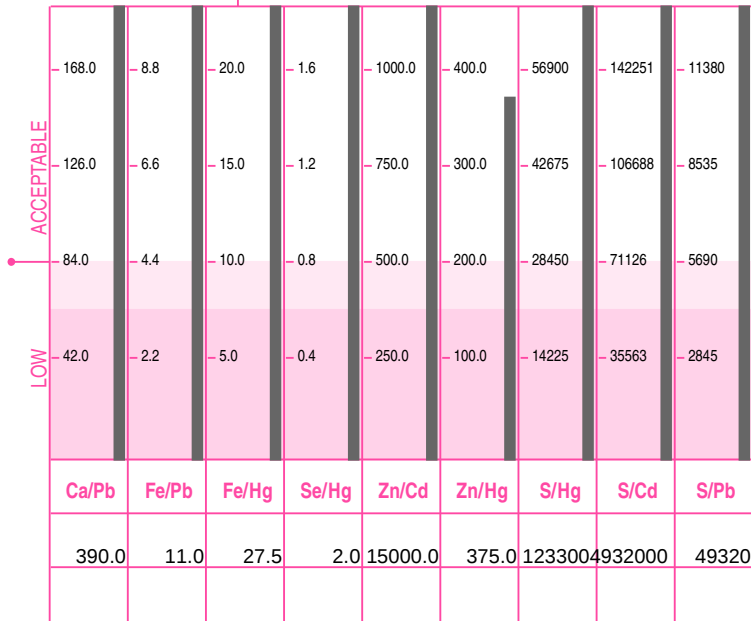 168.0 8.8 20.0 1.6 1000.0 400.0 56900 142251 11380
ACCEPTABLE
126.0 6.6 15.0 1.2 750.0 300.0 42675 106688 8535
84.0 4.4 10.0 0.8 500.0 200.0 28450 71126 5690
LOW
42.0 2.2 5.0 0.4 250.0 100.0 14225 35563 2845
Ca/Pb Fe/Pb Fe/Hg Se/Hg Zn/Cd Zn/Hg S/Hg S/Cd S/Pb
390.0 11.0 27.5 2.0 15000.0 375.0 123300 4932000 49320